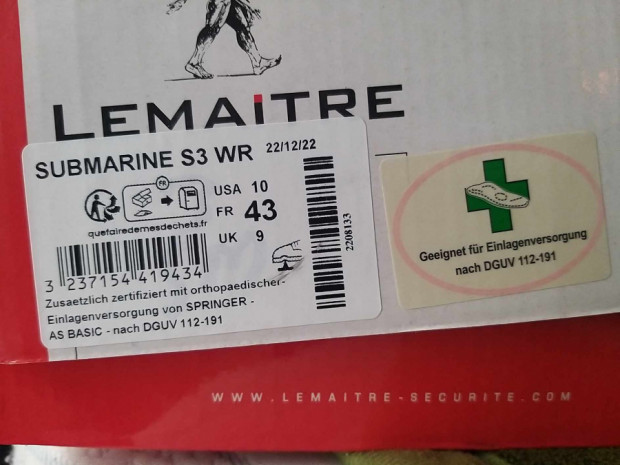 LEMAiTRE
SUBMARINE S3 WR 22/12/22
FR
USA 10
FR 43
UK 9
quefairedemesdechets.fr
3 237154 419434
2208133
Zusaetzlich zertifiziert mit orthopaedischer-
Einlagenversorgung von SPRINGER -
AS BASIC - nach DGUV 112-191
Geeignet für Einlagenversorgung
nach DGUV 112-191
WWW.LEMAITRE-SECURITE.COM